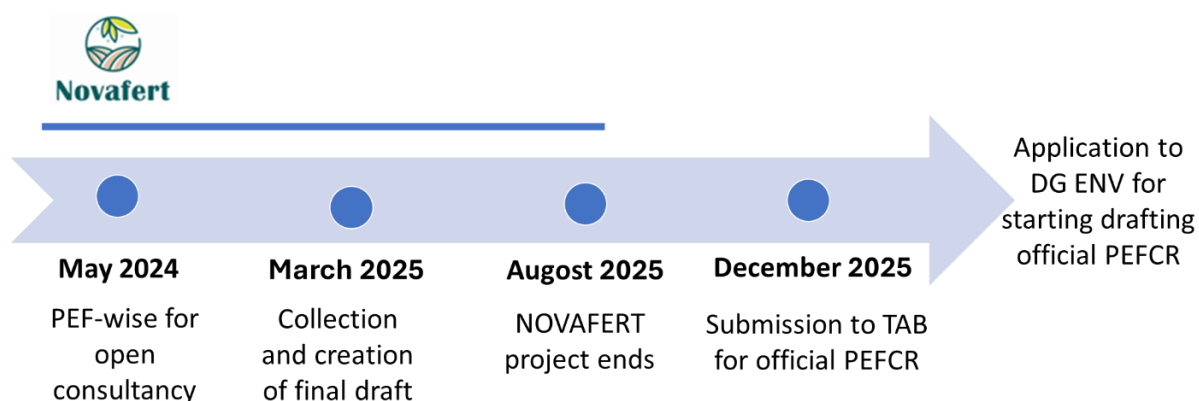 Novafert
May 2024
PEF-wise for
open
consultancy
March 2025
Collection
and creation
of final draft
Augost 2025
NOVAFERT
project ends
December 2025
Submission to TAB
for official PEFCR
Application to
DG ENV for
starting drafting
official PEFCR